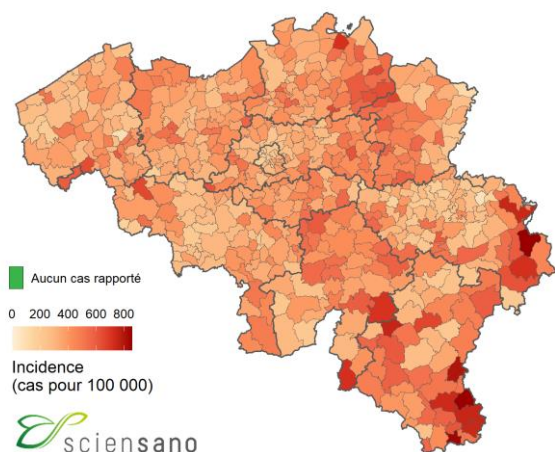 Aucun cas rapporté
0 200 400 600 800
Incidence
(cas pour 100 000)
sciensano